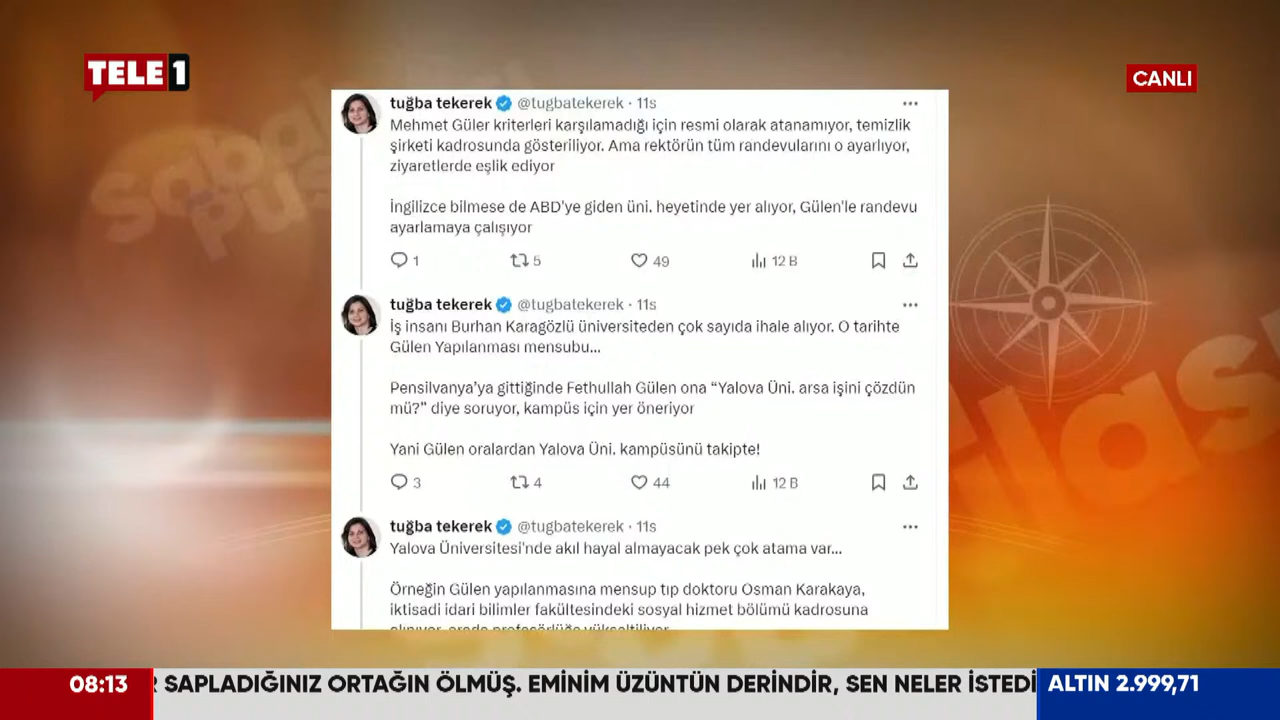 TELE 1
CANLI
tuğba tekerek @tugbatekerek · 11s
Mehmet Güler kriterleri karşılamadığı için resmi olarak atanamıyor, temizlik
şirketi kadrosunda gösteriliyor. Ama rektörün tüm randevularını o ayarlıyor,
ziyaretlerde eşlik ediyor
İngilizce bilmese de ABD'ye giden üni. heyetinde yer alıyor, Gülen'le randevu
ayarlamaya çalışıyor
1 5 49 12 B
tuğba tekerek @tugbatekerek · 11s
İş insanı Burhan Karagözlü üniversiteden çok sayıda ihale alıyor. O tarihte
Gülen Yapılanması mensubu...
Pensilvanya’ya gittiğinde Fethullah Gülen ona “Yalova Üni. arsa işini çözdün
mü?” diye soruyor, kampüs için yer öneriyor
Yani Gülen oralardan Yalova Üni. kampüsünü takipte!
3 4 44 12 B
tuğba tekerek @tugbatekerek · 11s
Yalova Üniversitesi'nde akıl hayal almayacak pek çok atama var...
Örneğin Gülen yapılanmasına mensup tıp doktoru Osman Karakaya,
iktisadi idari bilimler fakültesindeki sosyal hizmet bölümü kadrosuna
08:13
SAPLADIĞINIZ ORTAĞIN ÖLMÜŞ. EMİNİM ÜZÜNTÜN DERİNDİR, SEN NELER İSTEDİ
ALTIN 2.999,71